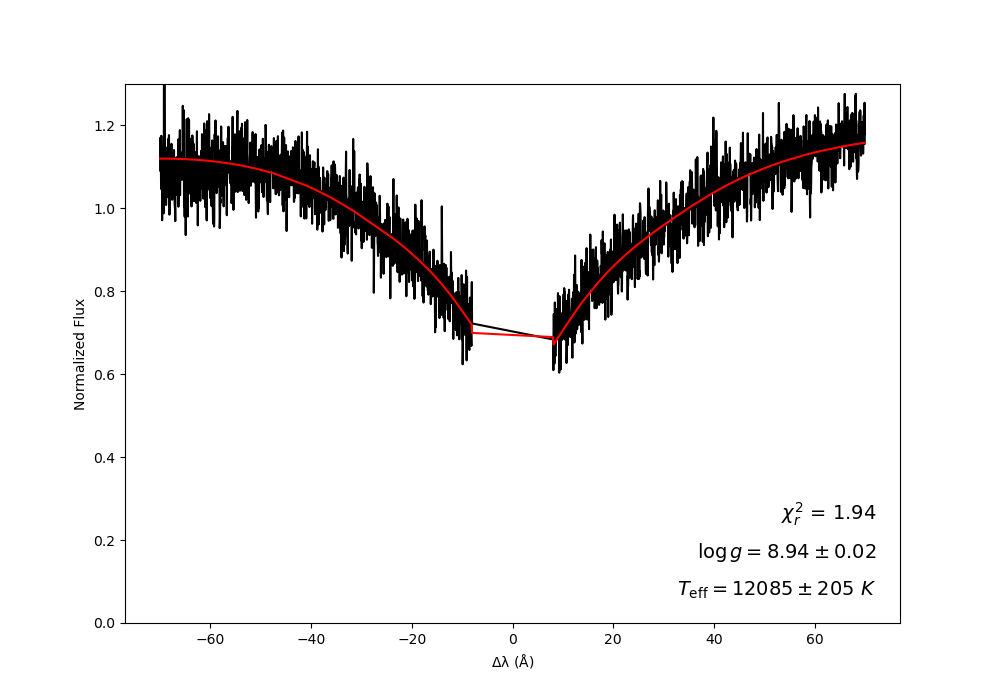 1.2
1.0
0.8
0.6
0.4
0.2
0.0
Normalized Flux
χ²ᵣ = 1.94
log g = 8.94 ± 0.02
T_eff = 12085 ± 205 K
−60 −40 −20 0 20 40 60
Δλ (Å)